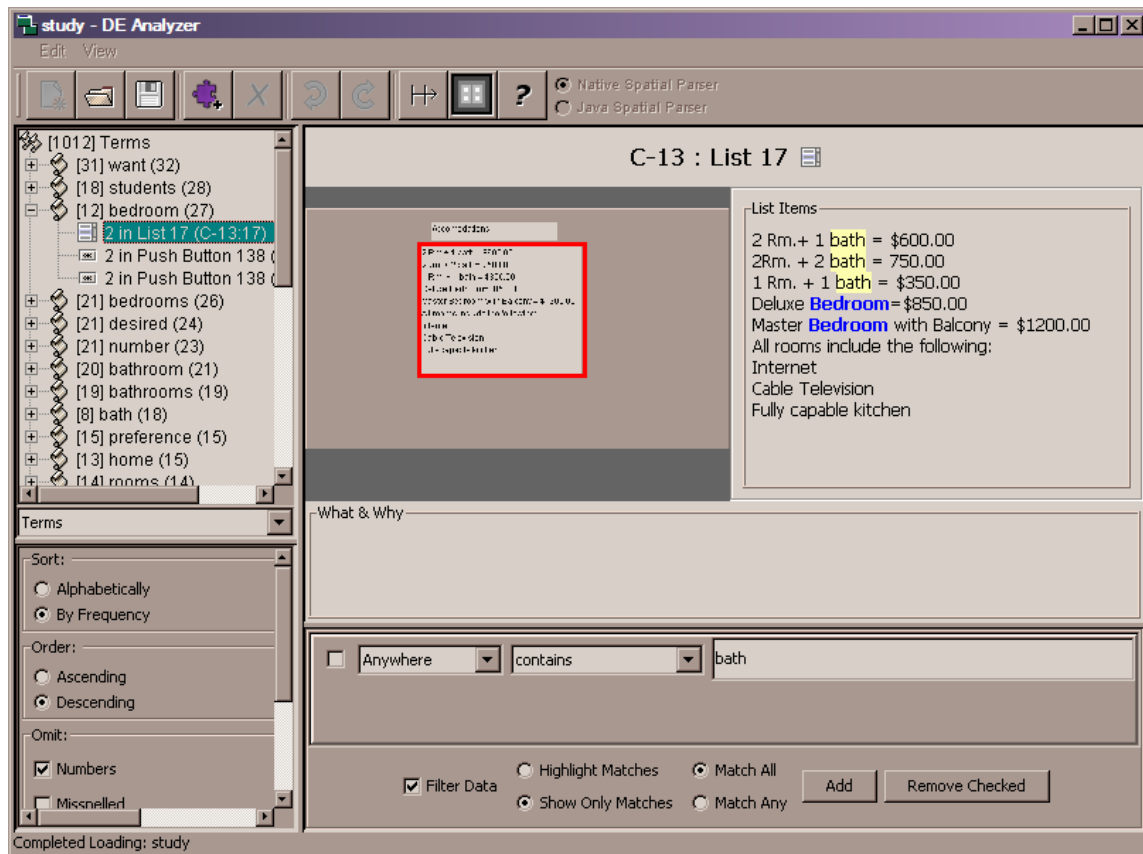 study - DE Analyzer
Edit View
?
Native Spatial Parser
Java Spatial Parser
[1012] Terms
[31] want (32)
[18] students (28)
[12] bedroom (27)
2 in List 17 (C-13:17)
2 in Push Button 138 (
2 in Push Button 138 (
[21] bedrooms (26)
[21] desired (24)
[21] number (23)
[20] bathroom (21)
[19] bathrooms (19)
[8] bath (18)
[15] preference (15)
[13] home (15)
[14] rooms (14)
Terms
Sort:
Alphabetically
By Frequency
Order:
Ascending
Descending
Omit:
Numbers
Misspelled
C-13 : List 17
List Items
2 Rm.+ 1 bath = $600.00
2Rm. + 2 bath = 750.00
1 Rm. + 1 bath = $350.00
Deluxe Bedroom=$850.00
Master Bedroom with Balcony = $1200.00
All rooms include the following:
Internet
Cable Television
Fully capable kitchen
What & Why
Anywhere contains bath
Filter Data
Highlight Matches
Show Only Matches
Match All
Match Any
Add
Remove Checked
Completed Loading: study